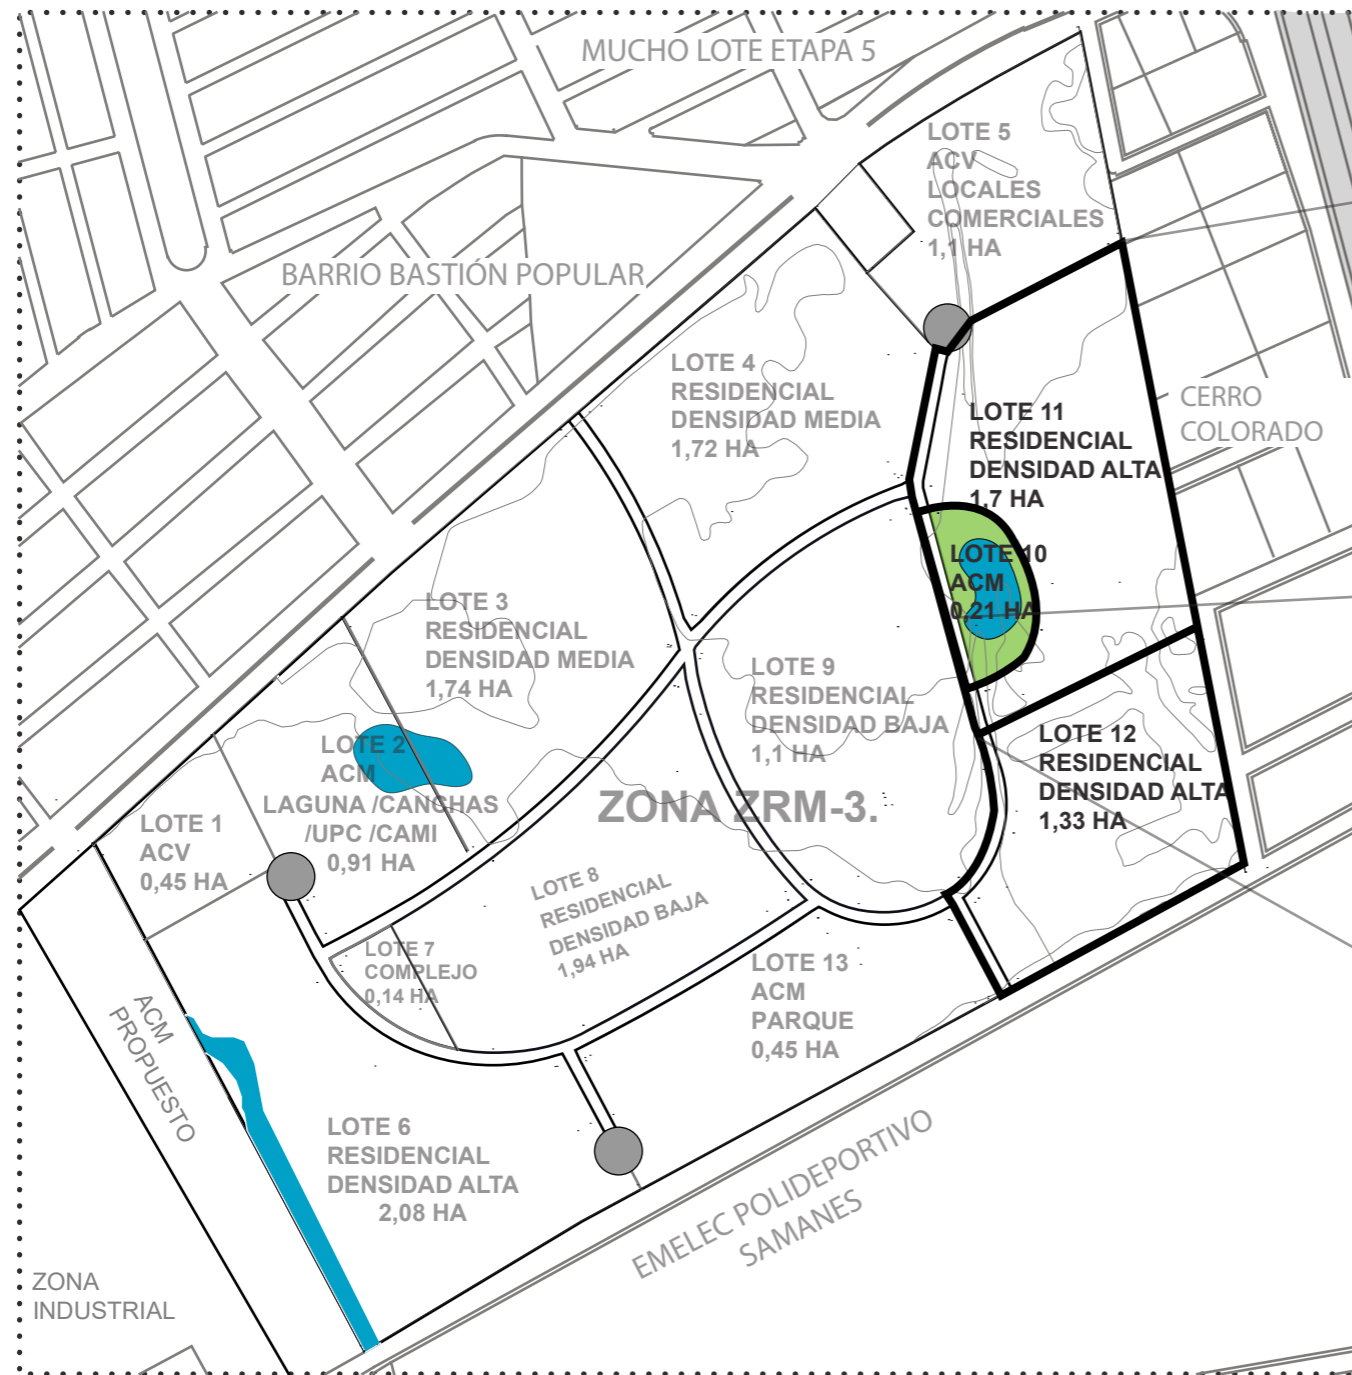 MUCHO LOTE ETAPA 5
LOTE 5
ACV
LOCALES
COMERCIALES
1,1 HA
BARRIO BASTIÓN POPULAR
LOTE 4
RESIDENCIAL
DENSIDAD MEDIA
1,72 HA
CERRO
COLORADO
LOTE 11
RESIDENCIAL
DENSIDAD ALTA
1,7 HA
LOTE 10
ACM
0,21 HA
LOTE 3
RESIDENCIAL
DENSIDAD MEDIA
1,74 HA
LOTE 9
RESIDENCIAL
DENSIDAD BAJA
1,1 HA
LOTE 2
ACM
LAGUNA /CANCHAS
/UPC /CAMI
0,91 HA
LOTE 12
RESIDENCIAL
DENSIDAD ALTA
1,33 HA
ZONA ZRM-3.
LOTE 1
ACV
0,45 HA
LOTE 8
RESIDENCIAL
DENSIDAD BAJA
1,94 HA
LOTE 7
COMPLEJO
0,14 HA
LOTE 13
ACM
PARQUE
0,45 HA
ACM
PROPUESTO
LOTE 6
RESIDENCIAL
DENSIDAD ALTA
2,08 HA
EMELEC POLIDEPORTIVO
SAMANES
ZONA
INDUSTRIAL